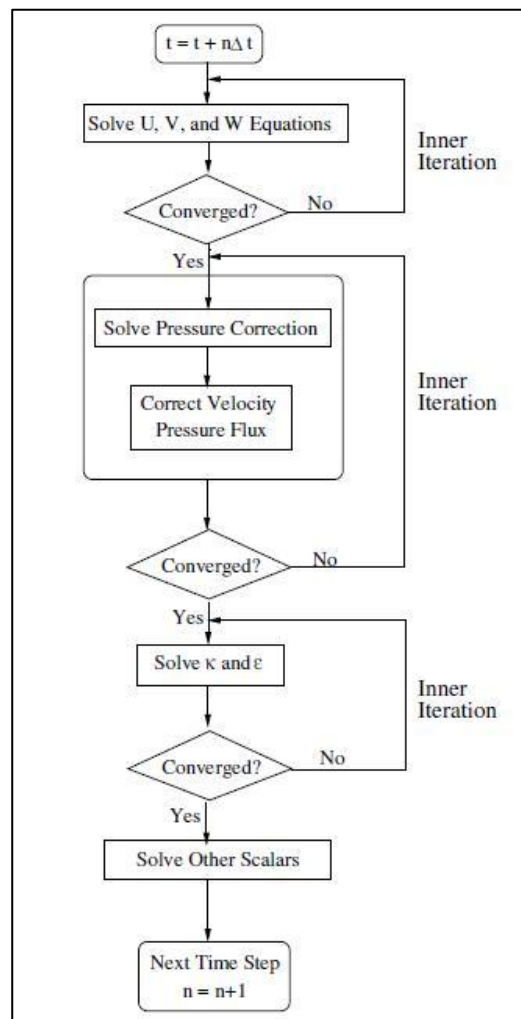 t = t + nΔ t
Solve U, V, and W Equations
Inner
Iteration
Converged?
No
Yes
Solve Pressure Correction
Correct Velocity
Pressure Flux
Inner
Iteration
Converged?
No
Yes
Solve κ and ε
Inner
Iteration
Converged?
No
Yes
Solve Other Scalars
Next Time Step
n = n+1